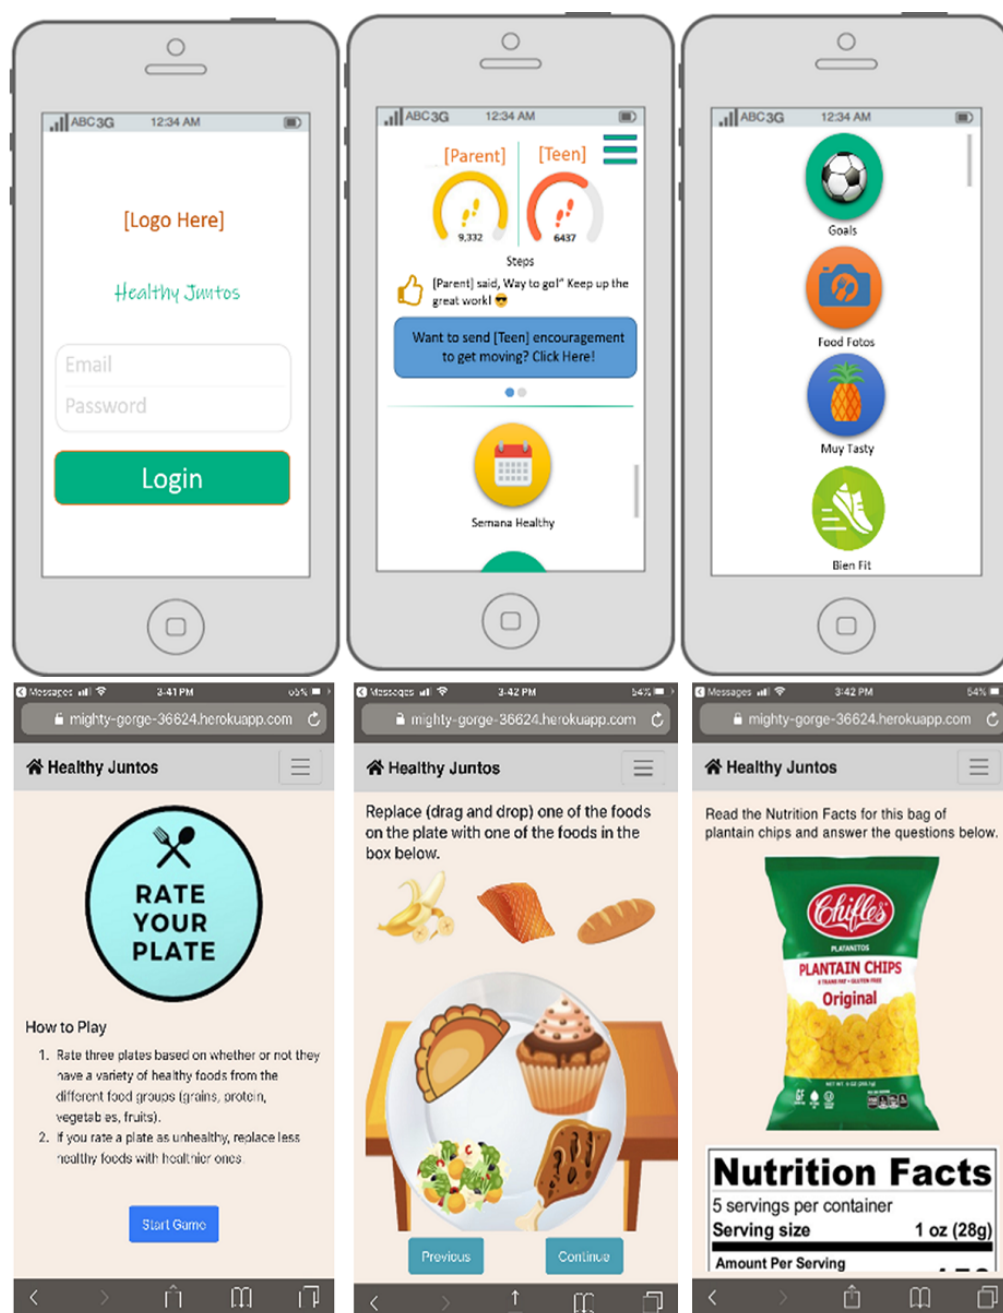 ABC 3G 12:34 AM
[Logo Here]
Healthy Juntos
Email
Password
Login
ABC 3G 12:34 AM
[Parent] [Teen]
9,332 6437
Steps
[Parent] said, Way to go!" Keep up the
great work!
Want to send [Teen] encouragement
to get moving? Click Here!
Semana Healthy
ABC 3G 12:34 AM
Goals
Food Fotos
Muy Tasty
Bien Fit
Messages 3:41 PM
mighty-gorge-36624.herokuapp.com
Healthy Juntos
RATE
YOUR
PLATE
How to Play
1. Rate three plates based on whether or not they
have a variety of healthy foods from the
different food groups (grains, protein,
vegetables, fruits).
2. If you rate a plate as unhealthy, replace less
healthy foods with healthier ones.
Start Game
Messages 3:42 PM 54%
mighty-gorge-36624.herokuapp.com
Healthy Juntos
Replace (drag and drop) one of the foods
on the plate with one of the foods in the
box below.
Previous Continue
Messages 3:42 PM 54%
mighty-gorge-36624.herokuapp.com
Healthy Juntos
Read the Nutrition Facts for this bag of
plantain chips and answer the questions below.
Chifles
PLATANITOS
PLANTAIN CHIPS
0 TRANS FAT • GLUTEN FREE
Original
GF
Nutrition Facts
5 servings per container
Serving size 1 oz (28g)
Amount Per Serving